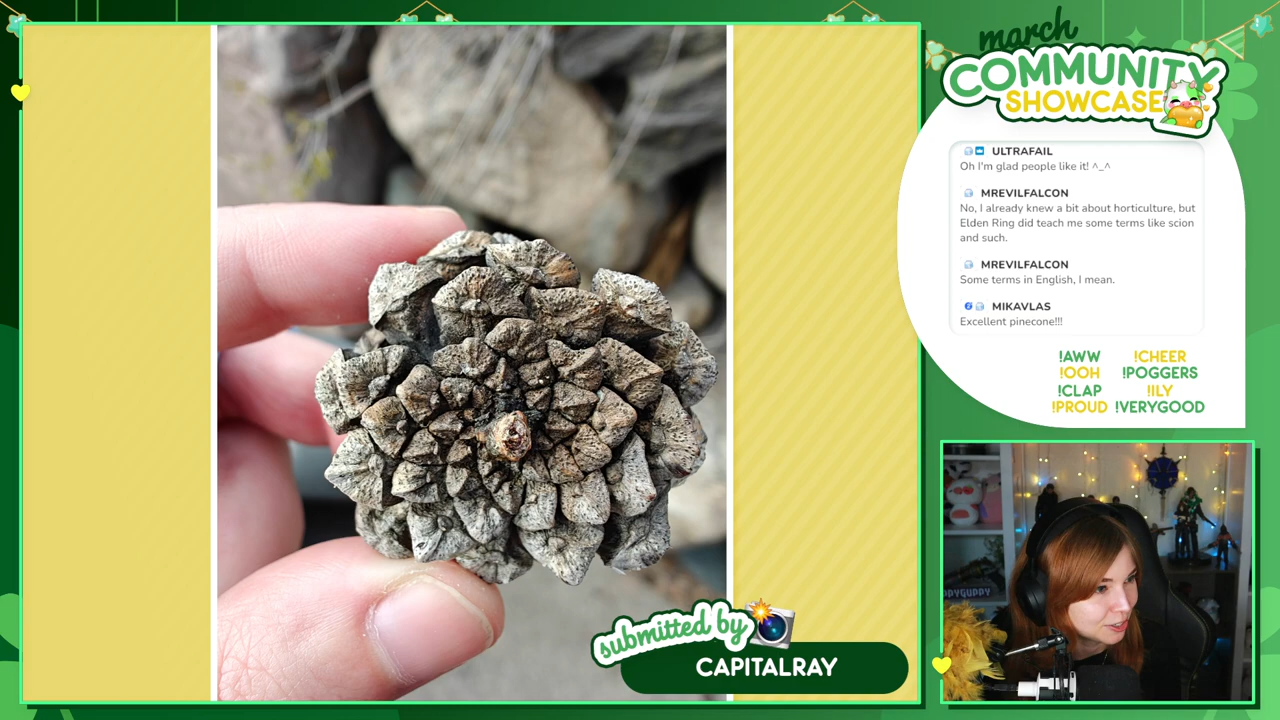 march
COMMUNITY
SHOWCASE
ULTRAFAIL
Oh I'm glad people like it! ^_^
MREVILFALCON
No, I already knew a bit about horticulture, but
Elden Ring did teach me some terms like scion
and such.
MREVILFALCON
Some terms in English, I mean.
MIKAVLAS
Excellent pinecone!!!
!AWW !CHEER
!OOH !POGGERS
!CLAP !ILY
!PROUD !VERYGOOD
submitted by
CAPITALRAY
PYGUPPY